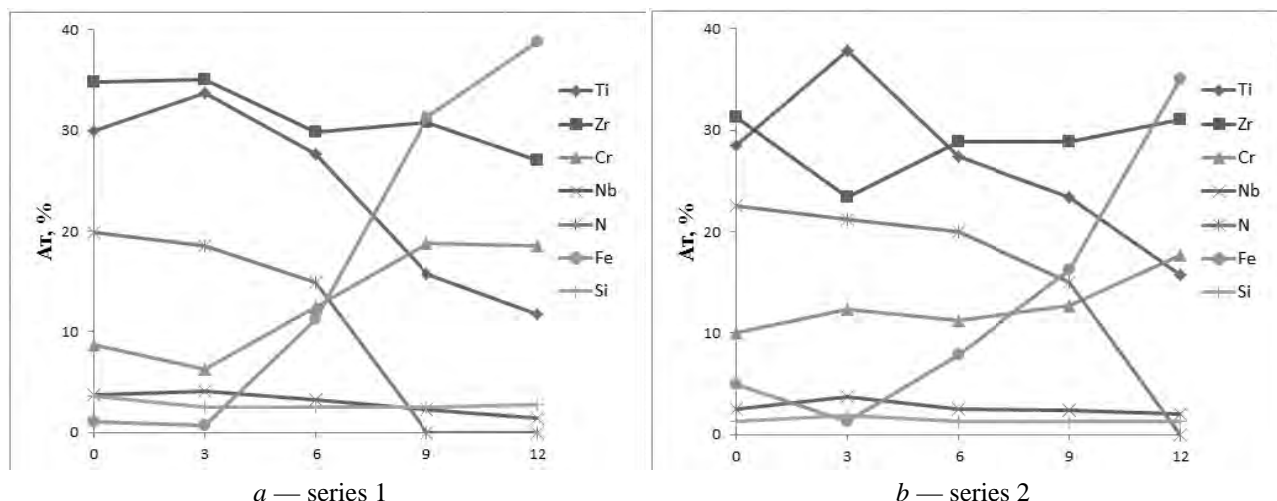 40
30
20
10
0
Ат, %
0 3 6 9 12
Ti
Zr
Cr
Nb
N
Fe
Si
a — series 1
40
30
20
10
0
Ат, %
0 3 6 9 12
Ti
Zr
Cr
Nb
N
Fe
Si
b — series 2